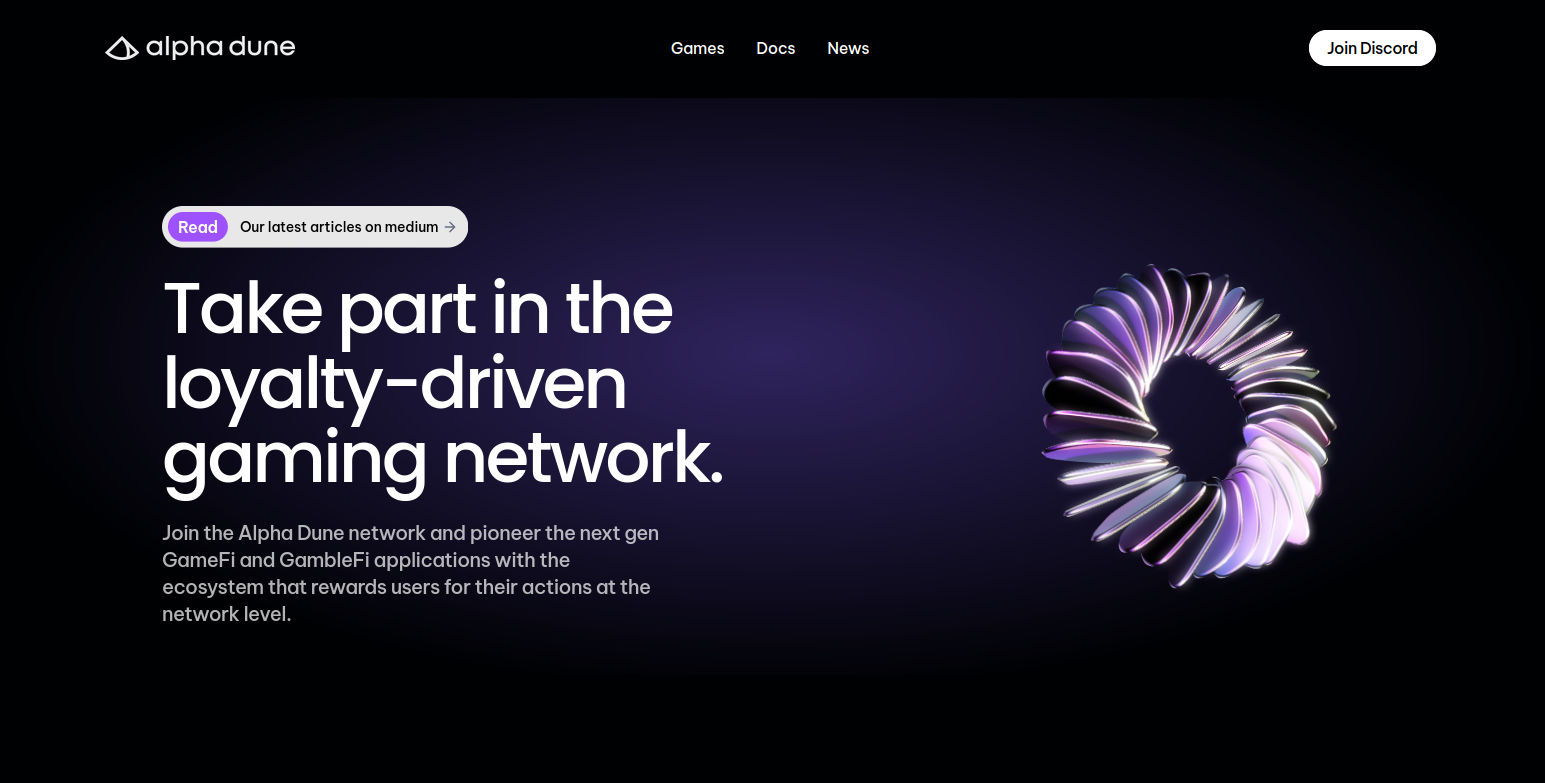 alpha dune
Games
Docs
News
Join Discord
Read
Our latest articles on medium →
Take part in the
loyalty-driven
gaming network.
Join the Alpha Dune network and pioneer the next gen
GameFi and GambleFi applications with the
ecosystem that rewards users for their actions at the
network level.